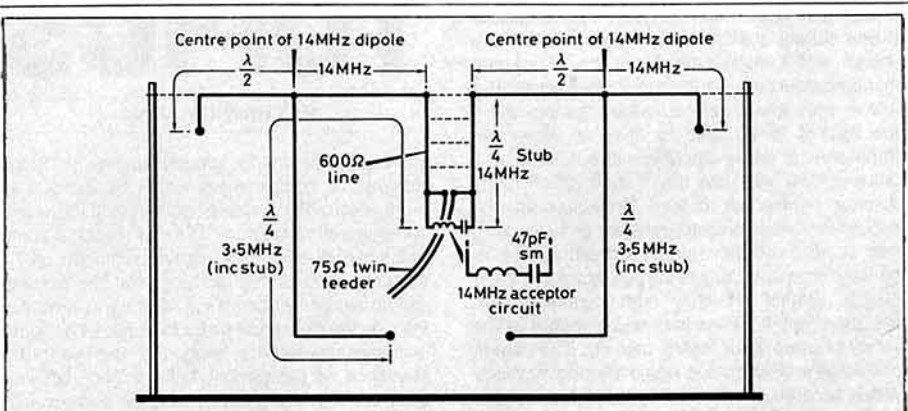 Centre point of 14MHz dipole
Centre point of 14MHz dipole
λ/2
14MHz
λ/2
14MHz
600Ω
line
λ/4 Stub
14MHz
λ/4
3·5MHz
(inc stub)
75Ω twin
feeder
47pF
sm
14MHz acceptor
circuit
λ/4
3·5MHz
(inc stub)